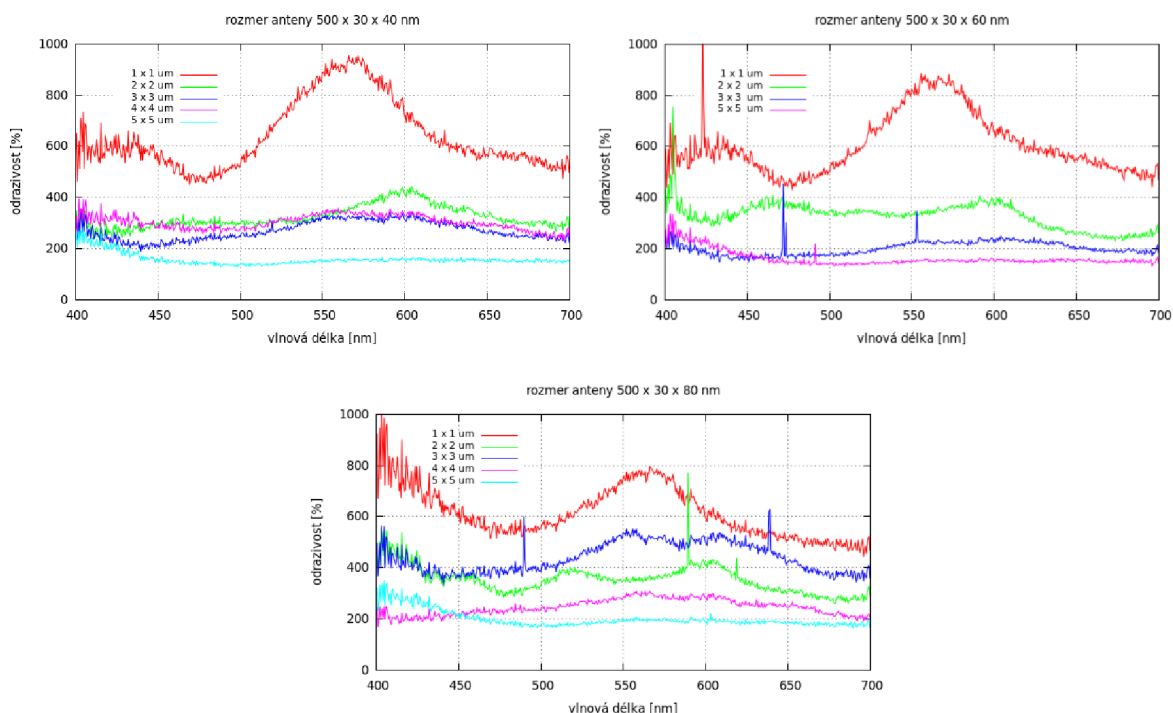 rozmer anteny 500 x 30 x 40 nm
1000
800
600
400
200
0
odrazivost [%]
1 x 1 um
2 x 2 um
3 x 3 um
4 x 4 um
5 x 5 um
400 450 500 550 600 650 700
vlnová délka [nm]
rozmer anteny 500 x 30 x 60 nm
1000
800
600
400
200
0
odrazivost [%]
1 x 1 um
2 x 2 um
3 x 3 um
5 x 5 um
400 450 500 550 600 650 700
vlnová délka [nm]
rozmer anteny 500 x 30 x 80 nm
1000
800
600
400
200
0
odrazivost [%]
1 x 1 um
2 x 2 um
3 x 3 um
4 x 4 um
5 x 5 um
400 450 500 550 600 650 700
vlnová délka [nm]